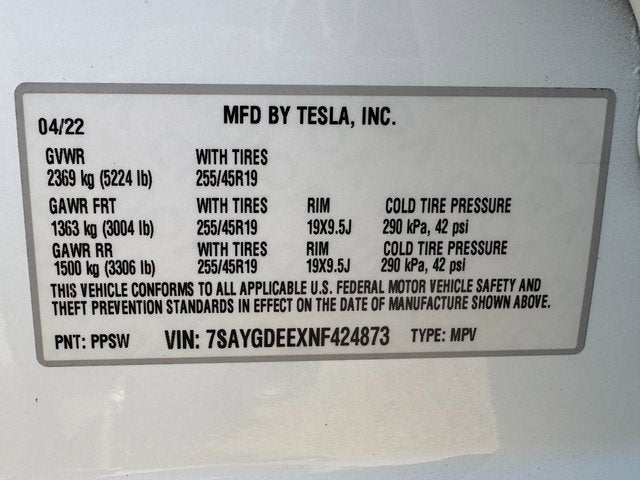 MFD BY TESLA, INC.
04/22
GVWR WITH TIRES
2369 kg (5224 lb) 255/45R19
GAWR FRT WITH TIRES RIM COLD TIRE PRESSURE
1363 kg (3004 lb) 255/45R19 19X9.5J 290 kPa, 42 psi
GAWR RR WITH TIRES RIM COLD TIRE PRESSURE
1500 kg (3306 lb) 255/45R19 19X9.5J 290 kPa, 42 psi
THIS VEHICLE CONFORMS TO ALL APPLICABLE U.S. FEDERAL MOTOR VEHICLE SAFETY AND
THEFT PREVENTION STANDARDS IN EFFECT ON THE DATE OF MANUFACTURE SHOWN ABOVE.
PNT: PPSW VIN: 7SAYGDEEXNF424873 TYPE: MPV